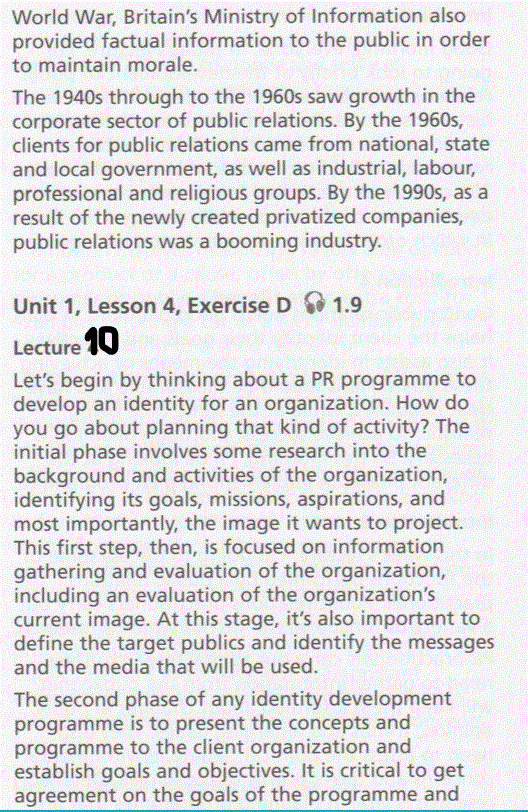 World War, Britain's Ministry of Information also
provided factual information to the public in order
to maintain morale.
The 1940s through to the 1960s saw growth in the
corporate sector of public relations. By the 1960s,
clients for public relations came from national, state
and local government, as well as industrial, labour,
professional and religious groups. By the 1990s, as a
result of the newly created privatized companies,
public relations was a booming industry.
Unit 1, Lesson 4, Exercise D 1.9
Lecture 10
Let's begin by thinking about a PR programme to
develop an identity for an organization. How do
you go about planning that kind of activity? The
initial phase involves some research into the
background and activities of the organization,
identifying its goals, missions, aspirations, and
most importantly, the image it wants to project.
This first step, then, is focused on information
gathering and evaluation of the organization,
including an evaluation of the organization's
current image. At this stage, it's also important to
define the target publics and identify the messages
and the media that will be used.
The second phase of any identity development
programme is to present the concepts and
programme to the client organization and
establish goals and objectives. It is critical to get
agreement on the goals of the programme and